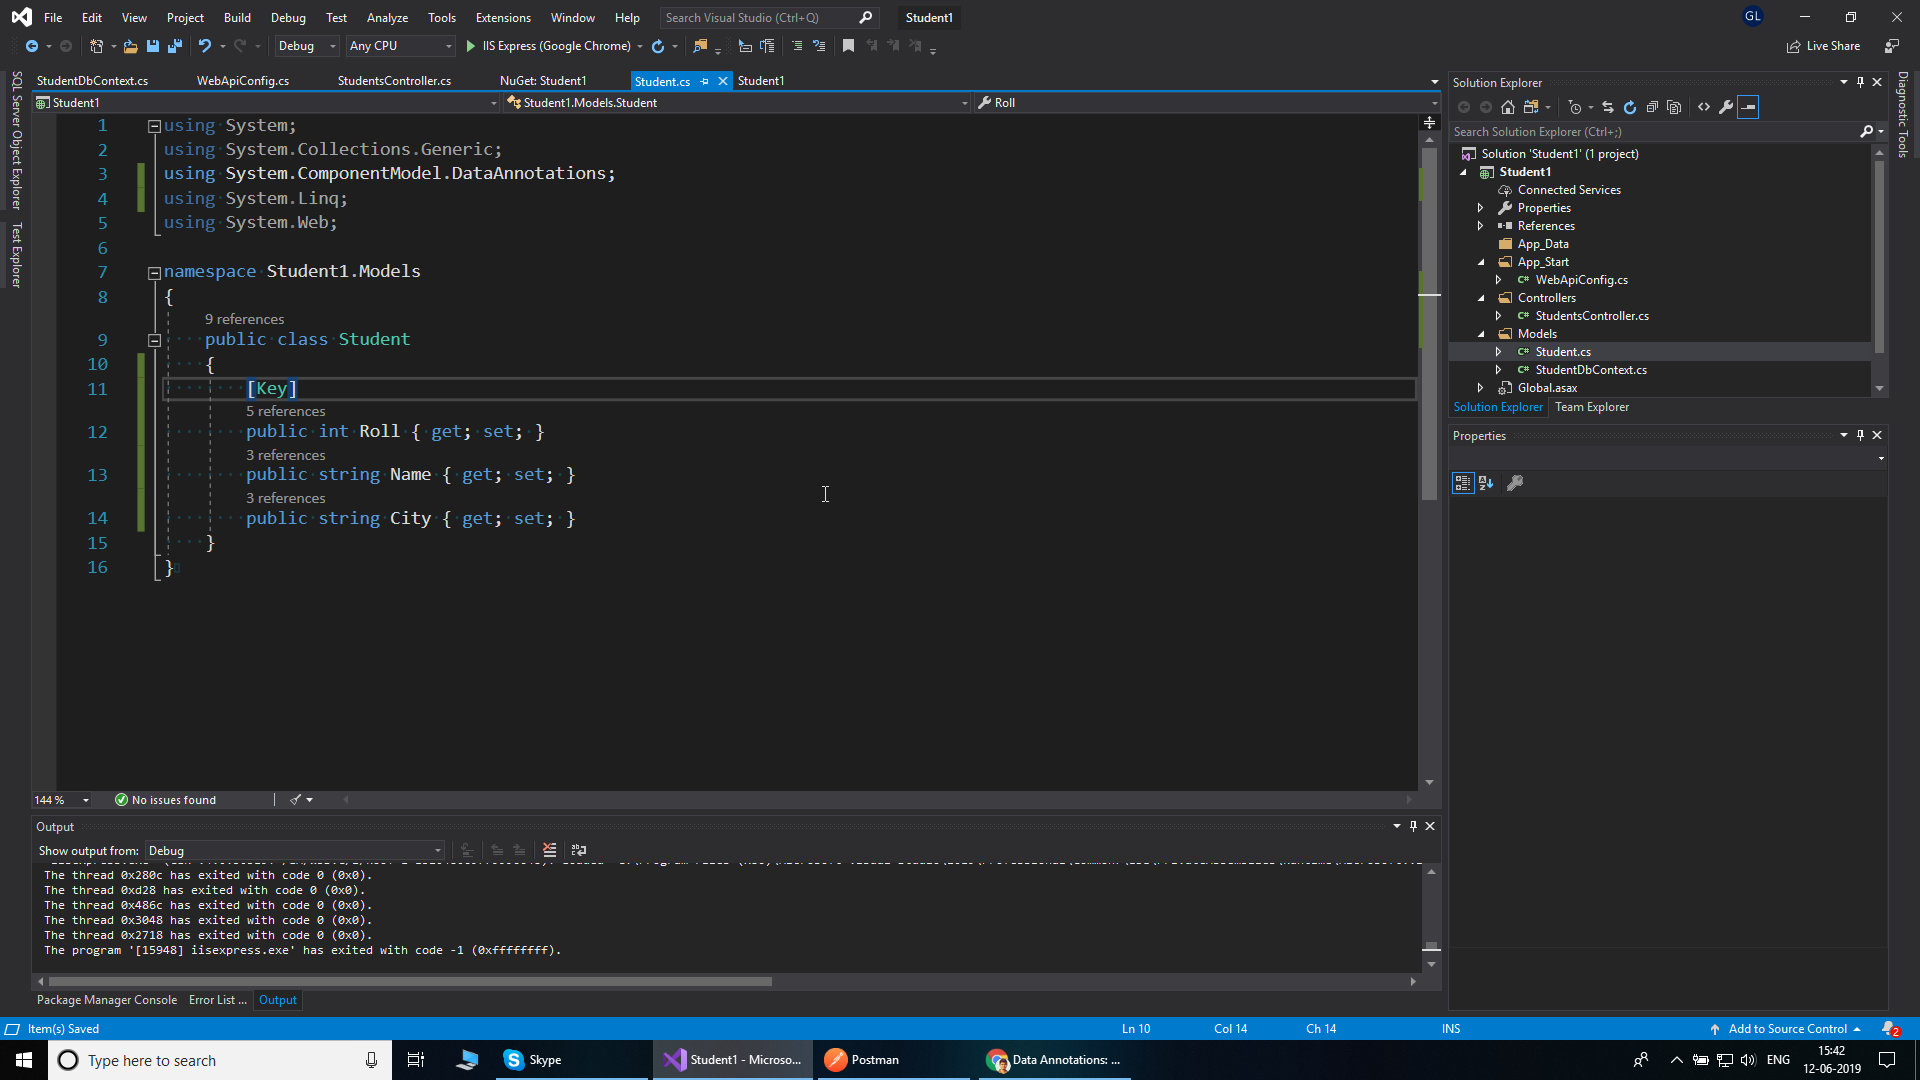 File Edit View Project Build Debug Test Analyze Tools Extensions Window Help Search Visual Studio (Ctrl+Q) Student1 GL
Debug Any CPU IIS Express (Google Chrome) Live Share
StudentDbContext.cs WebApiConfig.cs StudentsController.cs NuGet: Student1 Student.cs Student1
Student1 Student1.Models.Student Roll
SQL Server Object Explorer
Test Explorer
1 using System;
2 using System.Collections.Generic;
3 using System.ComponentModel.DataAnnotations;
4 using System.Linq;
5 using System.Web;
6
7 namespace Student1.Models
8 {
9 references
9 public class Student
10 {
11 [Key]
5 references
12 public int Roll { get; set; }
3 references
13 public string Name { get; set; }
3 references
14 public string City { get; set; }
15 }
16 }
144 % No issues found
Output
Show output from: Debug
The thread 0x280c has exited with code 0 (0x0).
The thread 0xd28 has exited with code 0 (0x0).
The thread 0x486c has exited with code 0 (0x0).
The thread 0x3048 has exited with code 0 (0x0).
The thread 0x2718 has exited with code 0 (0x0).
The program '[15948] iisexpress.exe' has exited with code -1 (0xffffffff).
Package Manager Console Error List ... Output
Solution Explorer
Search Solution Explorer (Ctrl+;)
Solution 'Student1' (1 project)
Student1
Connected Services
Properties
References
App_Data
App_Start
C# WebApiConfig.cs
Controllers
C# StudentsController.cs
Models
C# Student.cs
C# StudentDbContext.cs
Global.asax
Solution Explorer Team Explorer
Properties
Diagnostic Tools
Item(s) Saved Ln 10 Col 14 Ch 14 INS Add to Source Control 2
Type here to search Skype Student1 - Microso... Postman Data Annotations: ... ENG 15:42
12-06-2019